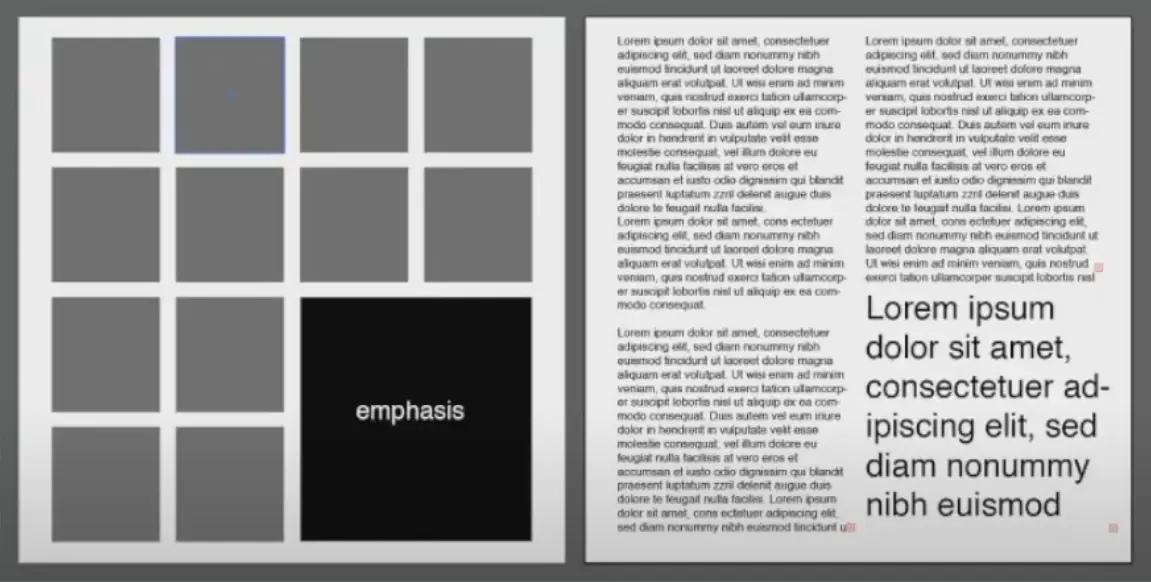 emphasis
Lorem ipsum dolor sit amet, consectetuer
adipiscing elit, sed diam nonummy nibh
euismod tincidunt ut laoreet dolore magna
aliquam erat volutpat. Ut wisi enim ad minim
veniam, quis nostrud exerci tation ullamcorp-
er suscipit lobortis nisl ut aliquip ex ea com-
modo consequat. Duis autem vel eum iriure
dolor in hendrerit in vulputate velit esse
molestie consequat, vel illum dolore eu
feugiat nulla facilisis at vero eros et
accumsan et iusto odio dignissim qui blandit
praesent luptatum zzril delenit augue duis
dolore te feugait nulla facilisi.
Lorem ipsum dolor sit amet, cons ectetuer
adipiscing elit, sed diam nonummy nibh
euismod tincidunt ut laoreet dolore magna
aliquam erat volutpat. Ut wisi enim ad minim
veniam, quis nostrud exerci tation ullamcorp-
er suscipit lobortis nisl ut aliquip ex ea com-
modo consequat.
Lorem ipsum dolor sit amet, consectetuer
adipiscing elit, sed diam nonummy nibh
euismod tincidunt ut laoreet dolore magna
aliquam erat volutpat. Ut wisi enim ad minim
veniam, quis nostrud exerci tation ullamcorp-
er suscipit lobortis nisl ut aliquip ex ea com-
modo consequat. Duis autem vel eum iriure
dolor in hendrerit in vulputate velit esse
molestie consequat, vel illum dolore eu
feugiat nulla facilisis at vero eros et
accumsan et iusto odio dignissim qui blandit
praesent luptatum zzril delenit augue duis
dolore te feugait nulla facilisi. Lorem ipsum
dolor sit amet, cons ectetuer adipiscing elit,
sed diam nonummy nibh euismod tincidunt u
Lorem ipsum dolor sit amet, consectetuer
adipiscing elit, sed diam nonummy nibh
euismod tincidunt ut laoreet dolore magna
aliquam erat volutpat. Ut wisi enim ad minim
veniam, quis nostrud exerci tation ullamcorp-
er suscipit lobortis nisl ut aliquip ex ea com-
modo consequat. Duis autem vel eum iriure
dolor in hendrerit in vulputate velit esse
molestie consequat, vel illum dolore eu
feugiat nulla facilisis at vero eros et
accumsan et iusto odio dignissim qui blandit
praesent luptatum zzril delenit augue duis
dolore te feugait nulla facilisi. Lorem ipsum
dolor sit amet, cons ectetuer adipiscing elit,
sed diam nonummy nibh euismod tincidunt ut
laoreet dolore magna aliquam erat volutpat.
Ut wisi enim ad minim veniam, quis nostrud
exerci tation ullamcorper suscipit lobortis nisl
Lorem ipsum
dolor sit amet,
consectetuer ad-
ipiscing elit, sed
diam nonummy
nibh euismod